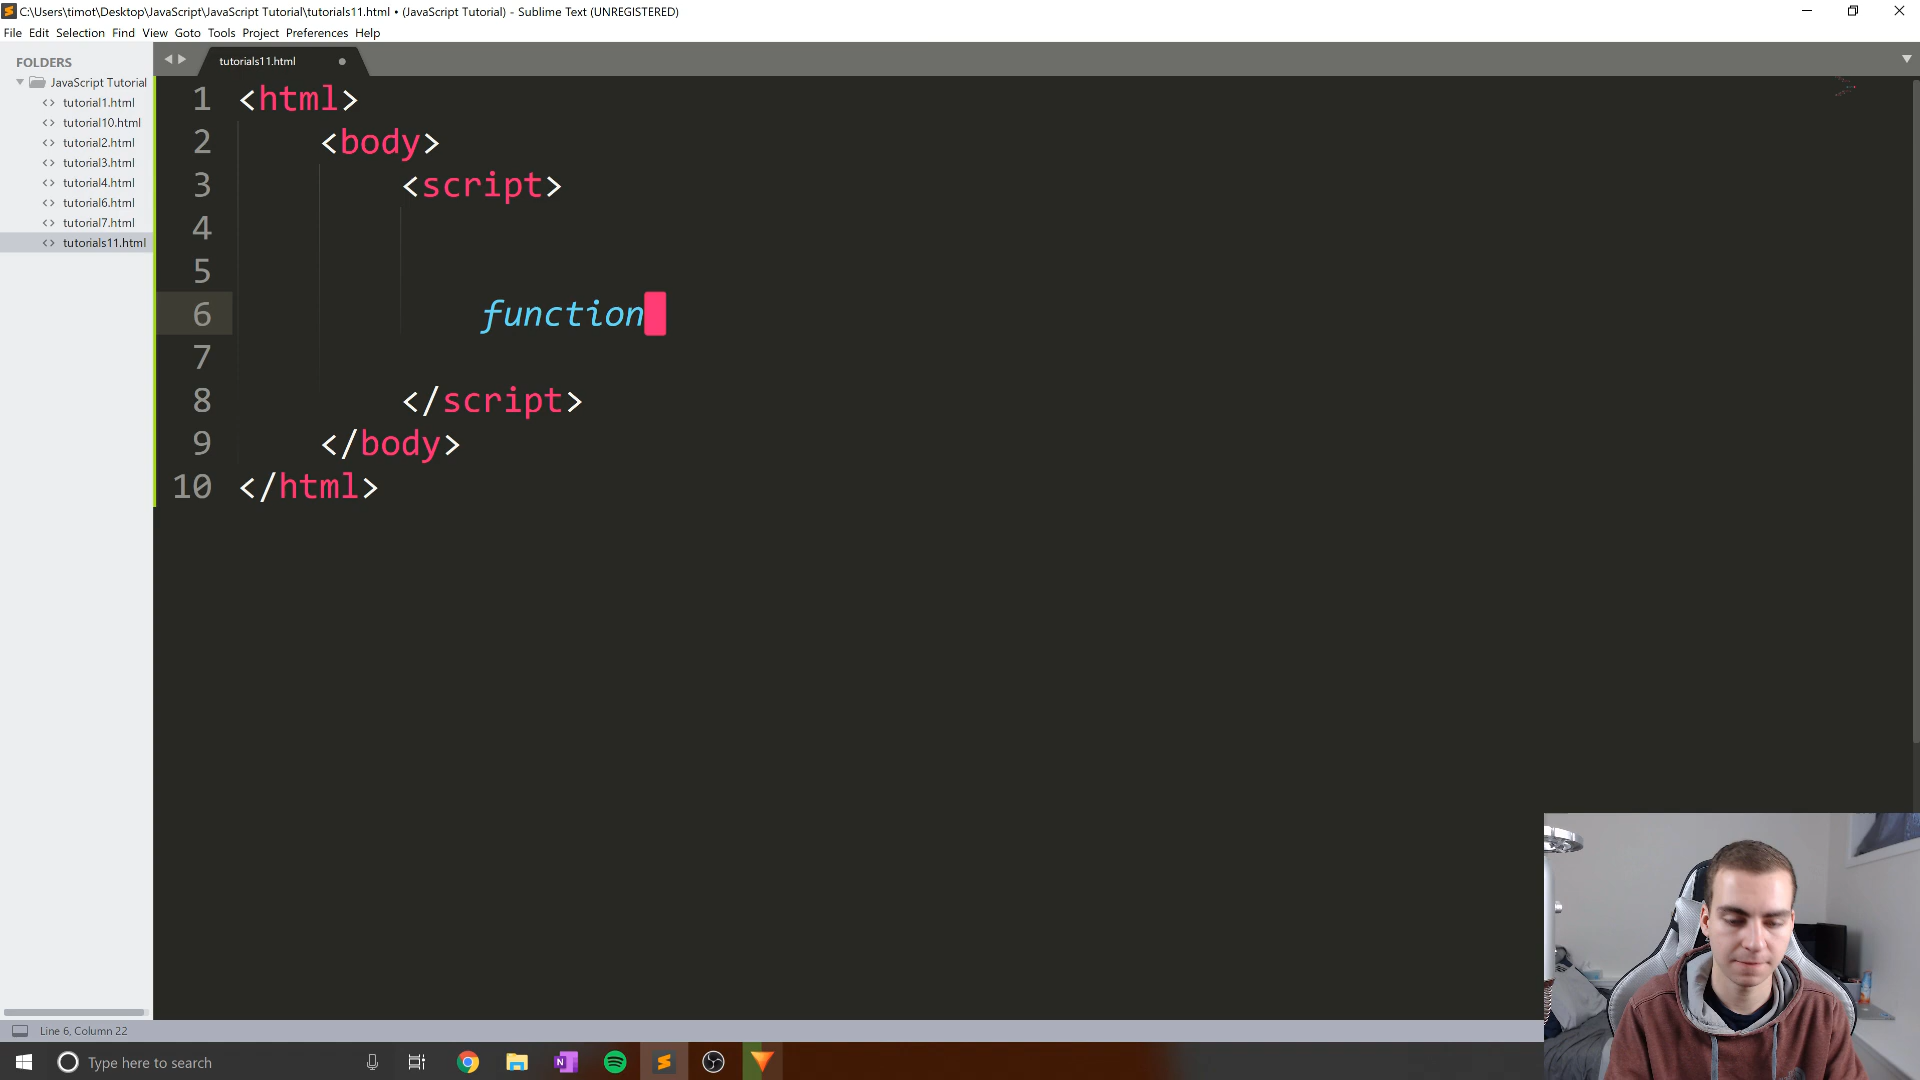 C:\Users\timot\Desktop\JavaScript\JavaScript Tutorial\tutorials11.html • (JavaScript Tutorial) - Sublime Text (UNREGISTERED)
File Edit Selection Find View Goto Tools Project Preferences Help
FOLDERS
JavaScript Tutorial
<> tutorial1.html
<> tutorial10.html
<> tutorial2.html
<> tutorial3.html
<> tutorial4.html
<> tutorial6.html
<> tutorial7.html
<> tutorials11.html
tutorials11.html
1 <html>
2 <body>
3 <script>
4
5
6 function
7
8 </script>
9 </body>
10 </html>
Line 6, Column 22
Type here to search